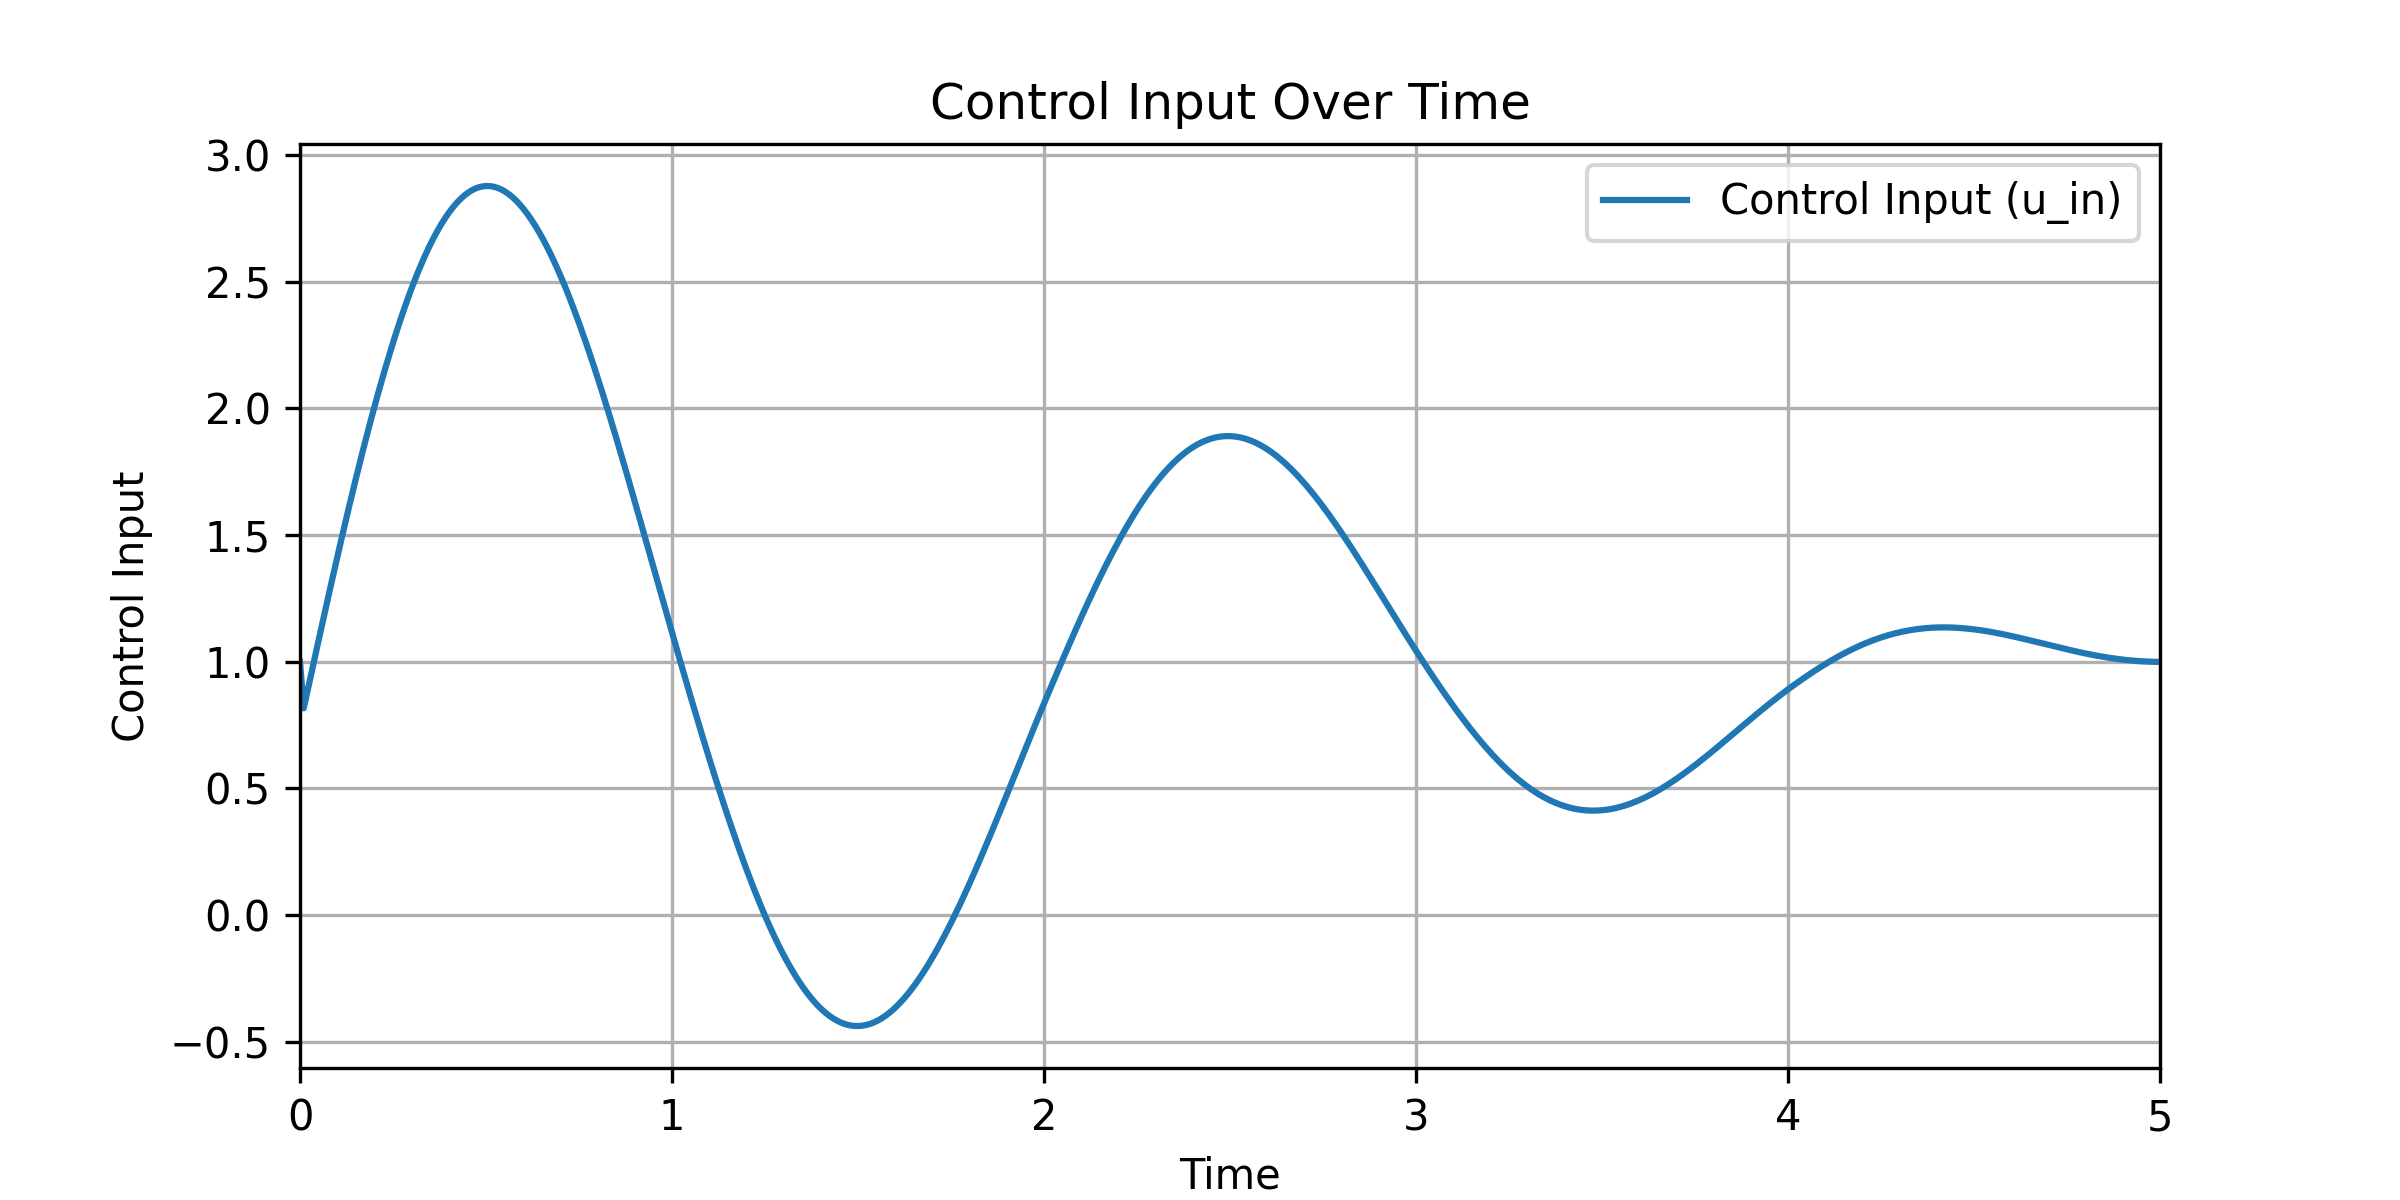 Control Input Over Time
3.0
2.5
2.0
1.5
1.0
0.5
0.0
−0.5
Control Input
Control Input (u_in)
0 1 2 3 4 5
Time